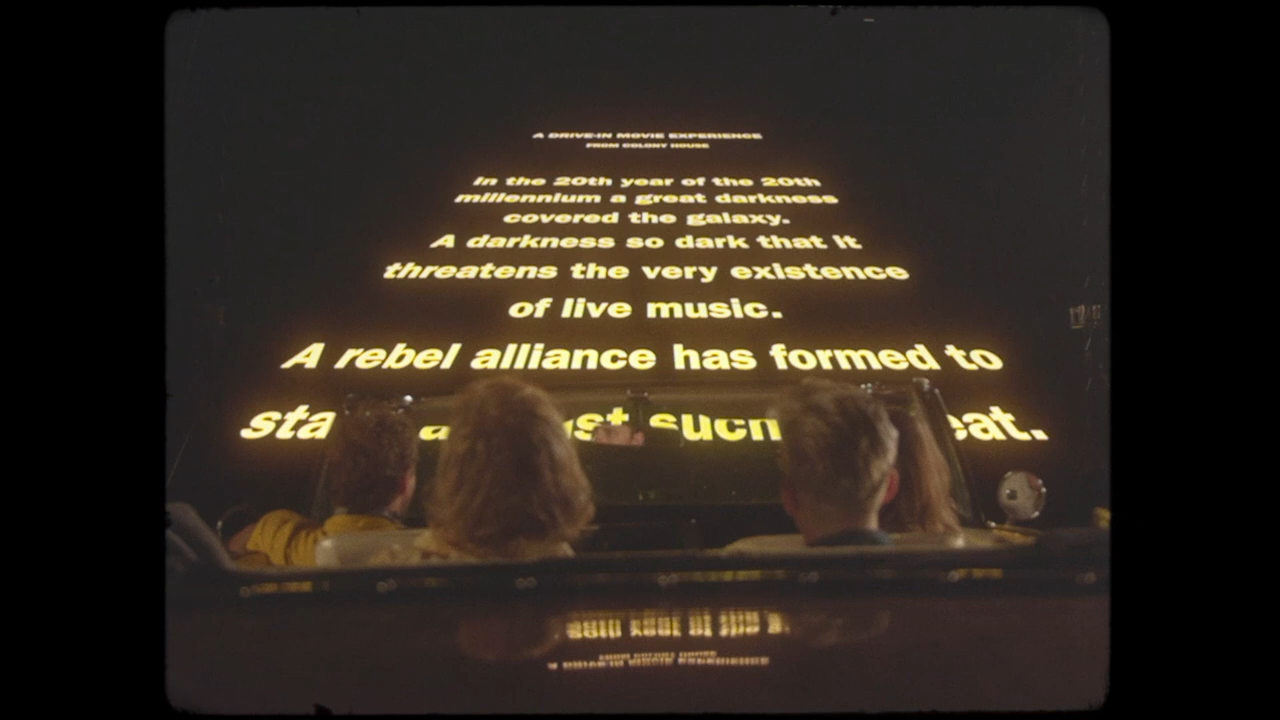 A DRIVE-IN MOVIE EXPERIENCE
FROM COLONY HOUSE
In the 20th year of the 20th
millennium a great darkness
covered the galaxy.
A darkness so dark that it
threatens the very existence
of live music.
A rebel alliance has formed to
such